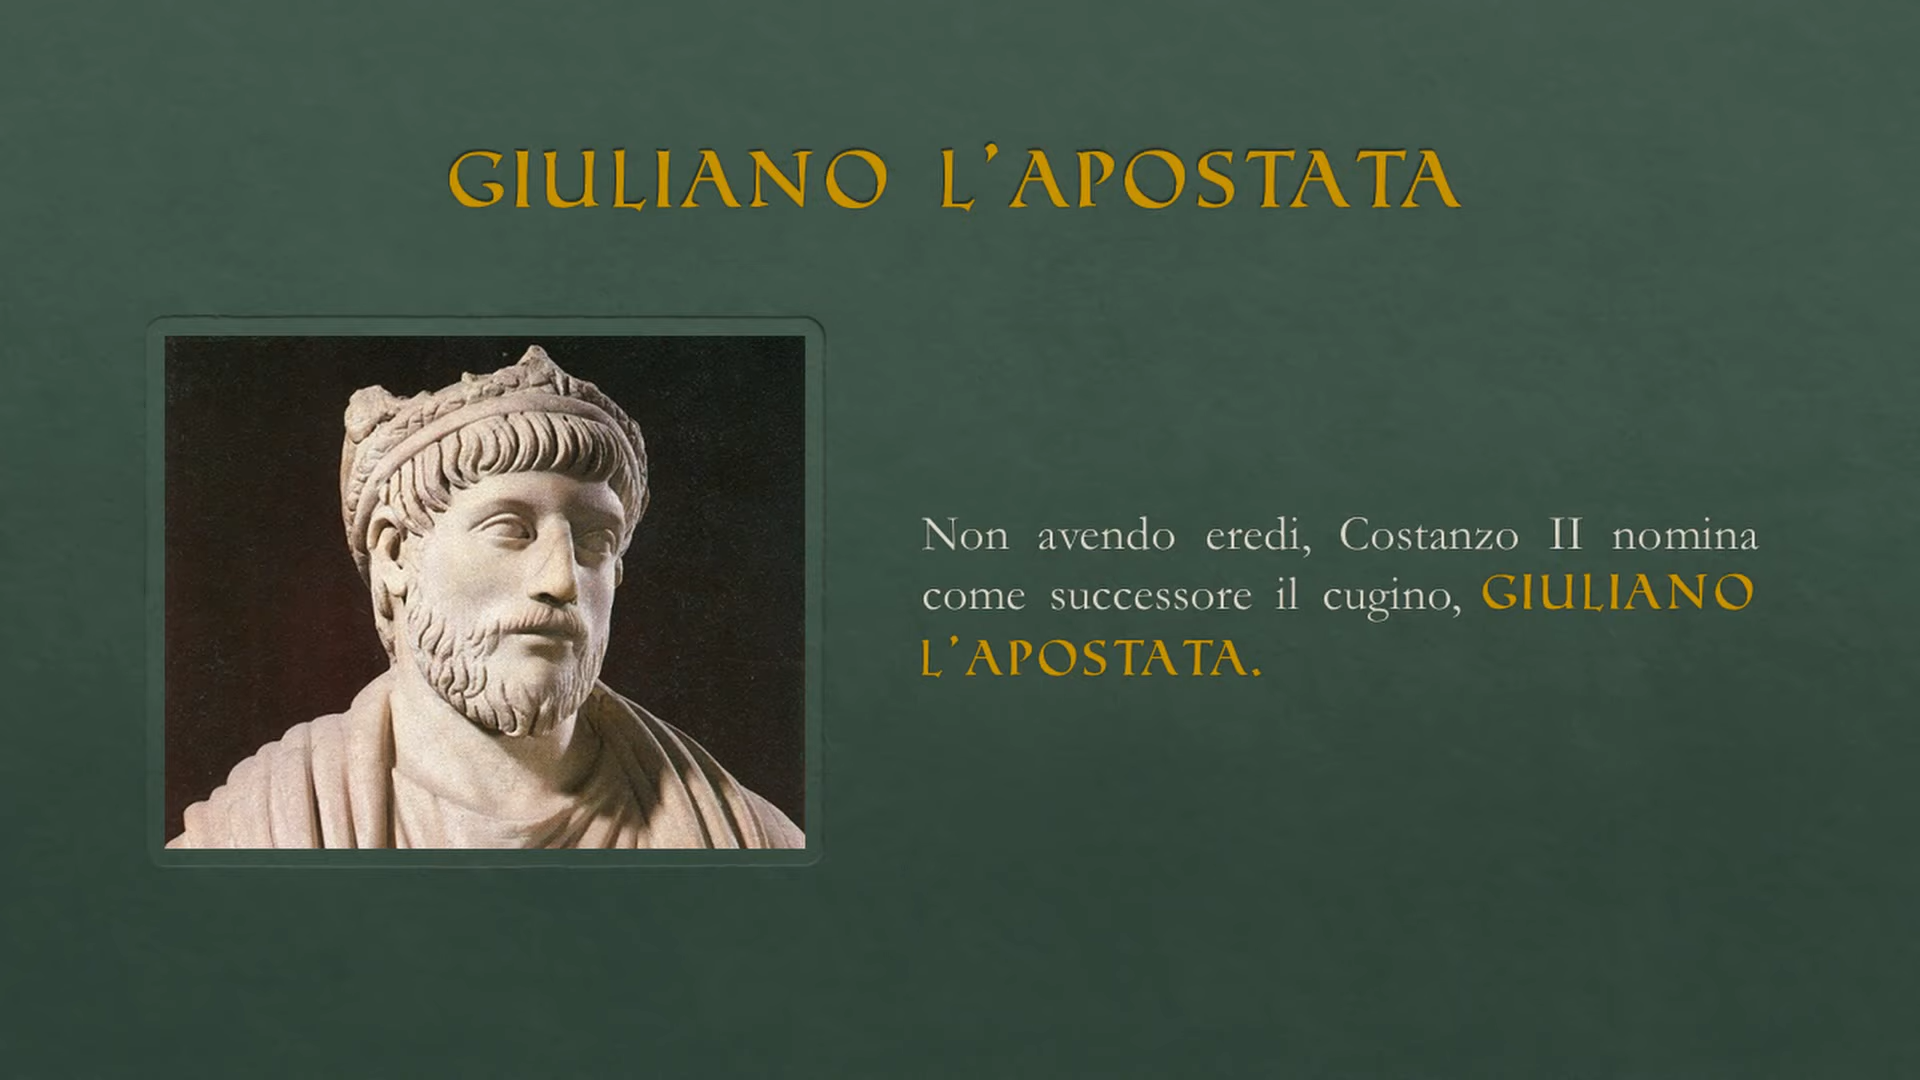 GIULIANO L'APOSTATA
Non avendo eredi, Costanzo II nomina
come successore il cugino, GIULIANO
L'APOSTATA.